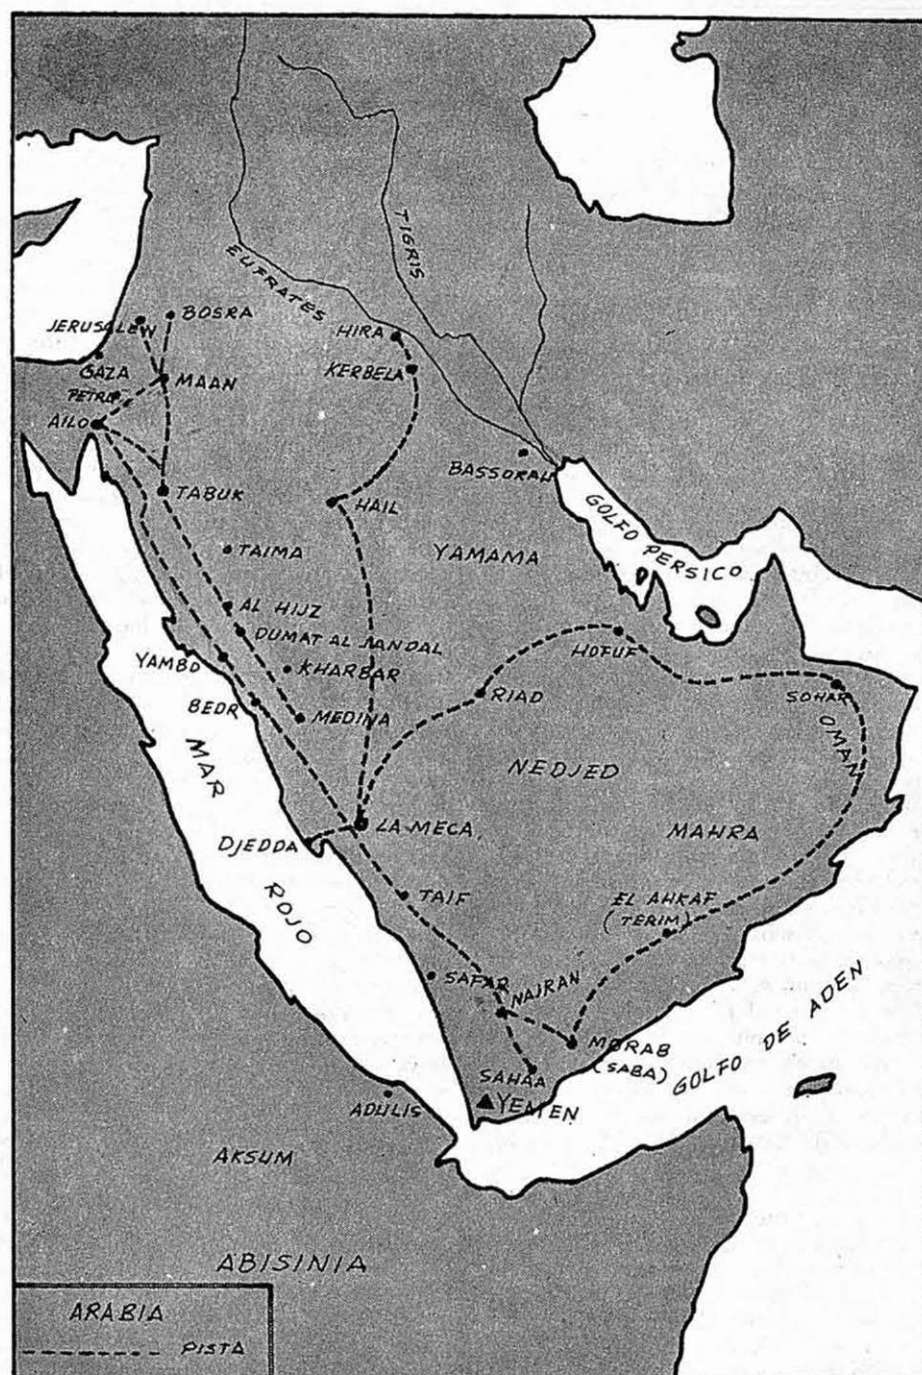 TIGRIS
EUFRATES
JERUSALEN
BOSRA
HIRA
GAZA
MAAN
KERBELA
PETRA
AILO
BASSORAH
TABUK
HAIL
GOLFO PERSICO
TAIMA
YAMAMA
AL HIJZ
DUMAT AL JANDAL
YAMBO
KHARBAR
HOFUF
BEDR
MEDINA
RIAD
SOHAR
OMAN
MAR
ROJO
NEDJED
LA MECA
MAHRA
DJEDDA
TAIF
EL AHKAF
(TERIM)
SAFAR
NAJRAN
GOLFO DE ADEN
MORAB
(SABA)
SAHAA
YEMEN
ADULIS
AKSUM
ABISINIA
ARABIA
PISTA